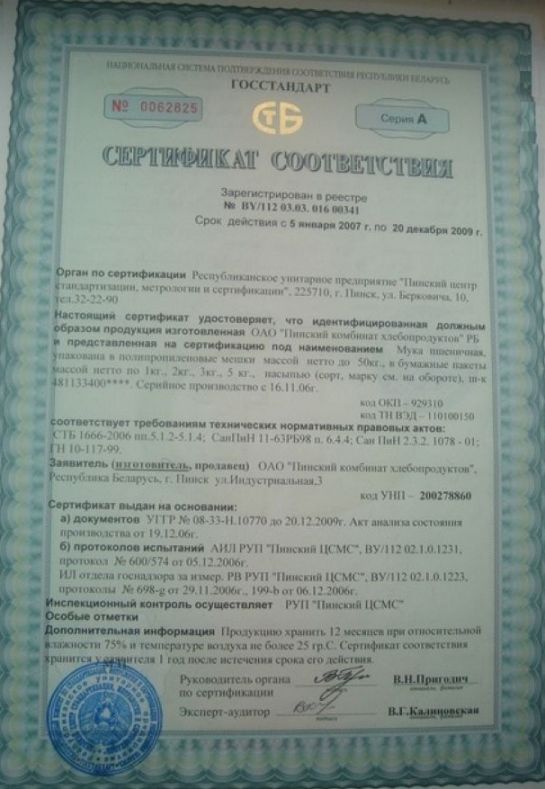 НАЦИОНАЛЬНАЯ СИСТЕМА ПОДТВЕРЖДЕНИЯ СООТВЕТСТВИЯ РЕСПУБЛИКИ БЕЛАРУСЬ
ГОССТАНДАРТ
№ 0062825
СТБ
Серия А
СЕРТИФИКАТ СООТВЕТСТВИЯ
Зарегистрирован в реестре
№ BY/112 03.03. 016 00341
Срок действия с 5 января 2007 г. по 20 декабря 2009 г.
Орган по сертификации Республиканское унитарное предприятие "Пинский центр
стандартизации, метрологии и сертификации", 225710, г. Пинск, ул. Берковича, 10,
тел.32-22-90
Настоящий сертификат удостоверяет, что идентифицированная должным
образом продукция изготовленная ОАО "Пинский комбинат хлебопродуктов" РБ
и представленная на сертификацию под наименованием Мука пшеничная,
упакована в полипропиленовые мешки массой нетто до 50кг., в бумажные пакеты
массой нетто по 1кг., 2кг., 3кг., 5 кг., насыпью (сорт, марку см. на обороте), ш-к
481133400****. Серийное производство с 16.11.06г.
код ОКП – 929310
код ТН ВЭД – 110100150
соответствует требованиям технических нормативных правовых актов:
СТБ 1666-2006 пп.5.1.2-5.1.4; СанПиН 11-63РБ98 п. 6.4.4; Сан ПиН 2.3.2. 1078 - 01;
ГН 10-117-99.
Заявитель (изготовитель, продавец) ОАО "Пинский комбинат хлебопродуктов",
Республика Беларусь, г. Пинск ул.Индустриальная,3
код УНП – 200278860
Сертификат выдан на основании:
а) документов УГГР № 08-33-Н.10770 до 20.12.2009г. Акт анализа состояния
производства от 19.12.06г.
б) протоколов испытаний АИЛ РУП "Пинский ЦСМС", BY/112 02.1.0.1231,
протокол № 600/574 от 05.12.2006г.
ИЛ отдела госнадзора за измер. РВ РУП "Пинский ЦСМС", BY/112 02.1.0.1223,
протоколы № 698-g от 29.11.2006г., 199-b от 06.12.2006г.
Инспекционный контроль осуществляет РУП "Пинский ЦСМС"
Особые отметки
Дополнительная информация Продукцию хранить 12 месяцев при относительной
влажности 75% и температуре воздуха не более 25 гр.С. Сертификат соответствия
хранится у заявителя 1 год после истечения срока его действия.
М.П.
Руководитель органа
по сертификации
В.Н.Пригодич
Эксперт-аудитор
В.Г.Калиновская